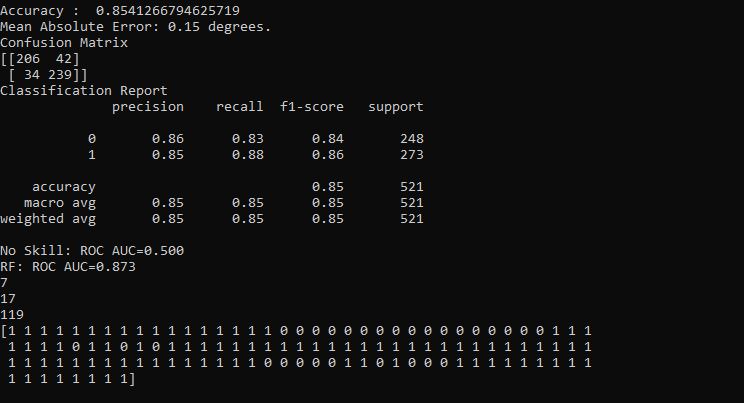 Accuracy :  0.8541266794625719
Mean Absolute Error: 0.15 degrees.
Confusion Matrix
[[206  42]
 [ 34 239]]
Classification Report
              precision    recall  f1-score   support

           0       0.86      0.83      0.84       248
           1       0.85      0.88      0.86       273

    accuracy                           0.85       521
   macro avg       0.85      0.85      0.85       521
weighted avg       0.85      0.85      0.85       521

No Skill: ROC AUC=0.500
RF: ROC AUC=0.873
7
17
119
[1 1 1 1 1 1 1 1 1 1 1 1 1 1 1 1 1 0 0 0 0 0 0 0 0 0 0 0 0 0 0 0 0 0 1 1 1
 1 1 1 1 0 1 1 0 1 0 1 1 1 1 1 1 1 1 1 1 1 1 1 1 1 1 1 1 1 1 1 1 1 1 1 1 1
 1 1 1 1 1 1 1 1 1 1 1 1 1 1 1 1 0 0 0 0 0 1 1 0 1 0 0 0 1 1 1 1 1 1 1 1 1
 1 1 1 1 1 1 1 1]